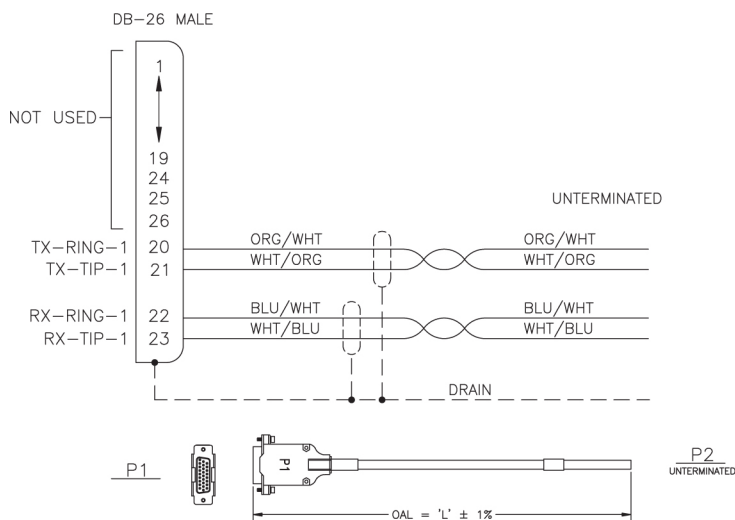 DB-26 MALE
1
NOT USED
19
24
25
26
UNTERMINATED
TX-RING-1 20 ORG/WHT ORG/WHT
TX-TIP-1 21 WHT/ORG WHT/ORG
RX-RING-1 22 BLU/WHT BLU/WHT
RX-TIP-1 23 WHT/BLU WHT/BLU
DRAIN
P1
P1
P2
UNTERMINATED
OAL = 'L' ± 1%